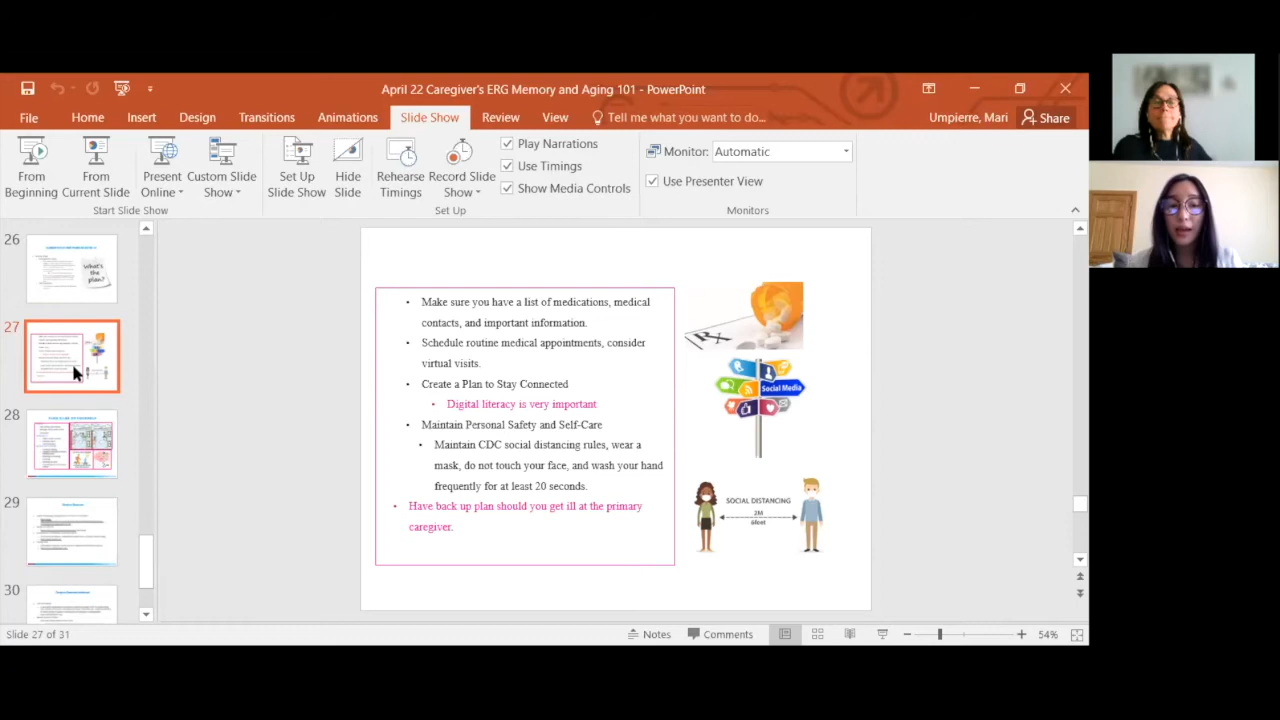 April 22 Caregiver's ERG Memory and Aging 101 - PowerPoint
File Home Insert Design Transitions Animations Slide Show Review View Tell me what you want to do... Umpierre, Mari Share
From Beginning
From Current Slide
Present Online
Custom Slide Show
Start Slide Show
Set Up Slide Show
Hide Slide
Rehearse Timings
Record Slide Show
Play Narrations
Use Timings
Show Media Controls
Set Up
Monitor: Automatic
Use Presenter View
Monitors
26
What's
the
plan?
27
28
29
30
• Make sure you have a list of medications, medical
contacts, and important information.
• Schedule routine medical appointments, consider
virtual visits.
• Create a Plan to Stay Connected
• Digital literacy is very important
• Maintain Personal Safety and Self-Care
• Maintain CDC social distancing rules, wear a
mask, do not touch your face, and wash your hand
frequently for at least 20 seconds.
• Have back up plan should you get ill at the primary
caregiver.
Rx
Social Media
SOCIAL DISTANCING
2M
6feet
Slide 27 of 31 Notes Comments 54%